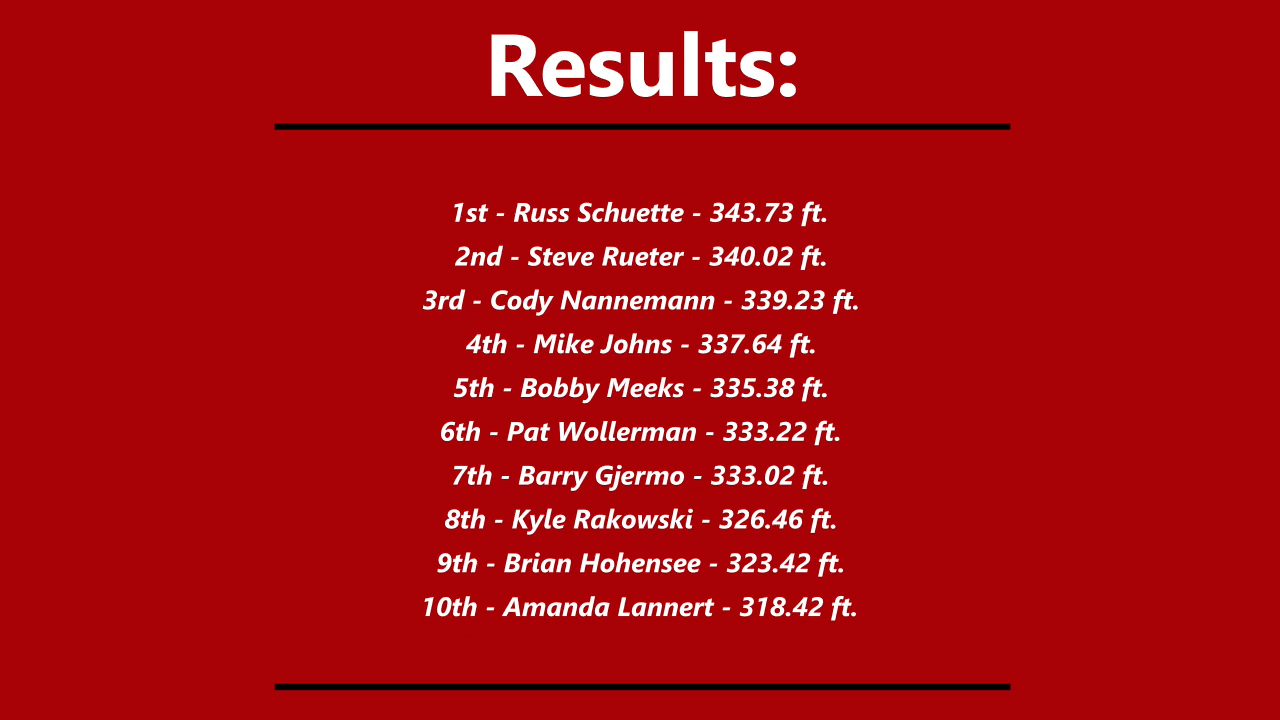 Results:
1st - Russ Schuette - 343.73 ft.
2nd - Steve Rueter - 340.02 ft.
3rd - Cody Nannemann - 339.23 ft.
4th - Mike Johns - 337.64 ft.
5th - Bobby Meeks - 335.38 ft.
6th - Pat Wollerman - 333.22 ft.
7th - Barry Gjermo - 333.02 ft.
8th - Kyle Rakowski - 326.46 ft.
9th - Brian Hohensee - 323.42 ft.
10th - Amanda Lannert - 318.42 ft.